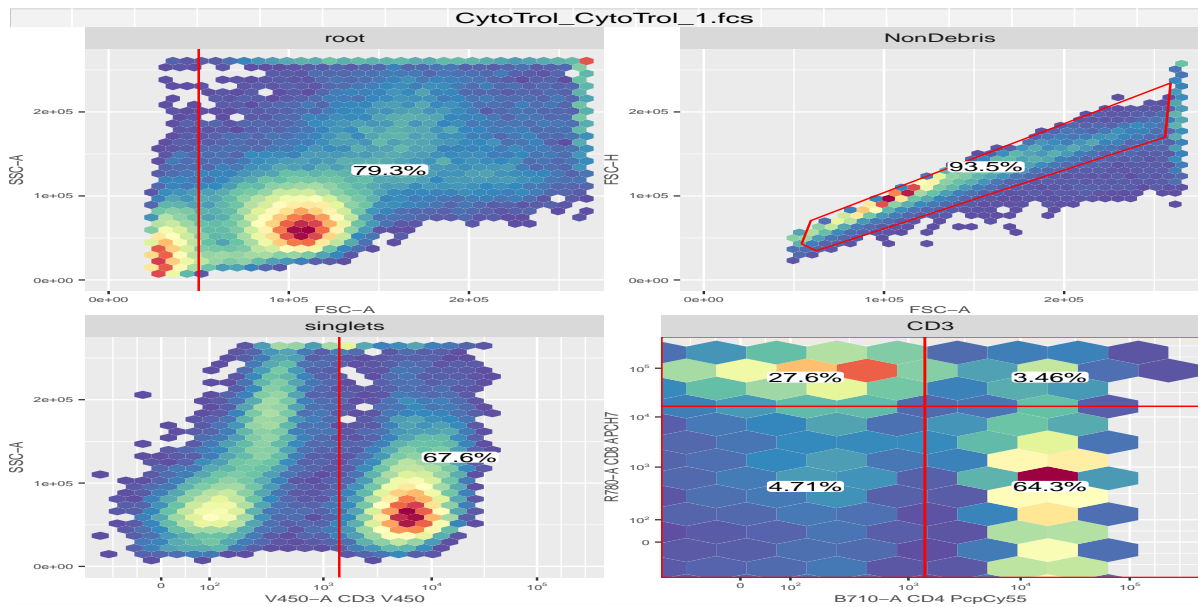 CytoTrol_CytoTrol_1.fcs
root
NonDebris
SSC−A
2e+05
1e+05
0e+00
79.3%
0e+00 1e+05 2e+05
FSC−A
FSC−H
2e+05
1e+05
0e+00
93.5%
0e+00 1e+05 2e+05
FSC−A
singlets
CD3
SSC−A
2e+05
1e+05
0e+00
67.6%
0 10² 10³ 10⁴ 10⁵
V450−A CD3 V450
R780−A CD8 APCH7
10⁵
10⁴
10³
10²
0
27.6% 3.46%
4.71% 64.3%
0 10² 10³ 10⁴ 10⁵
B710−A CD4 PcpCy55